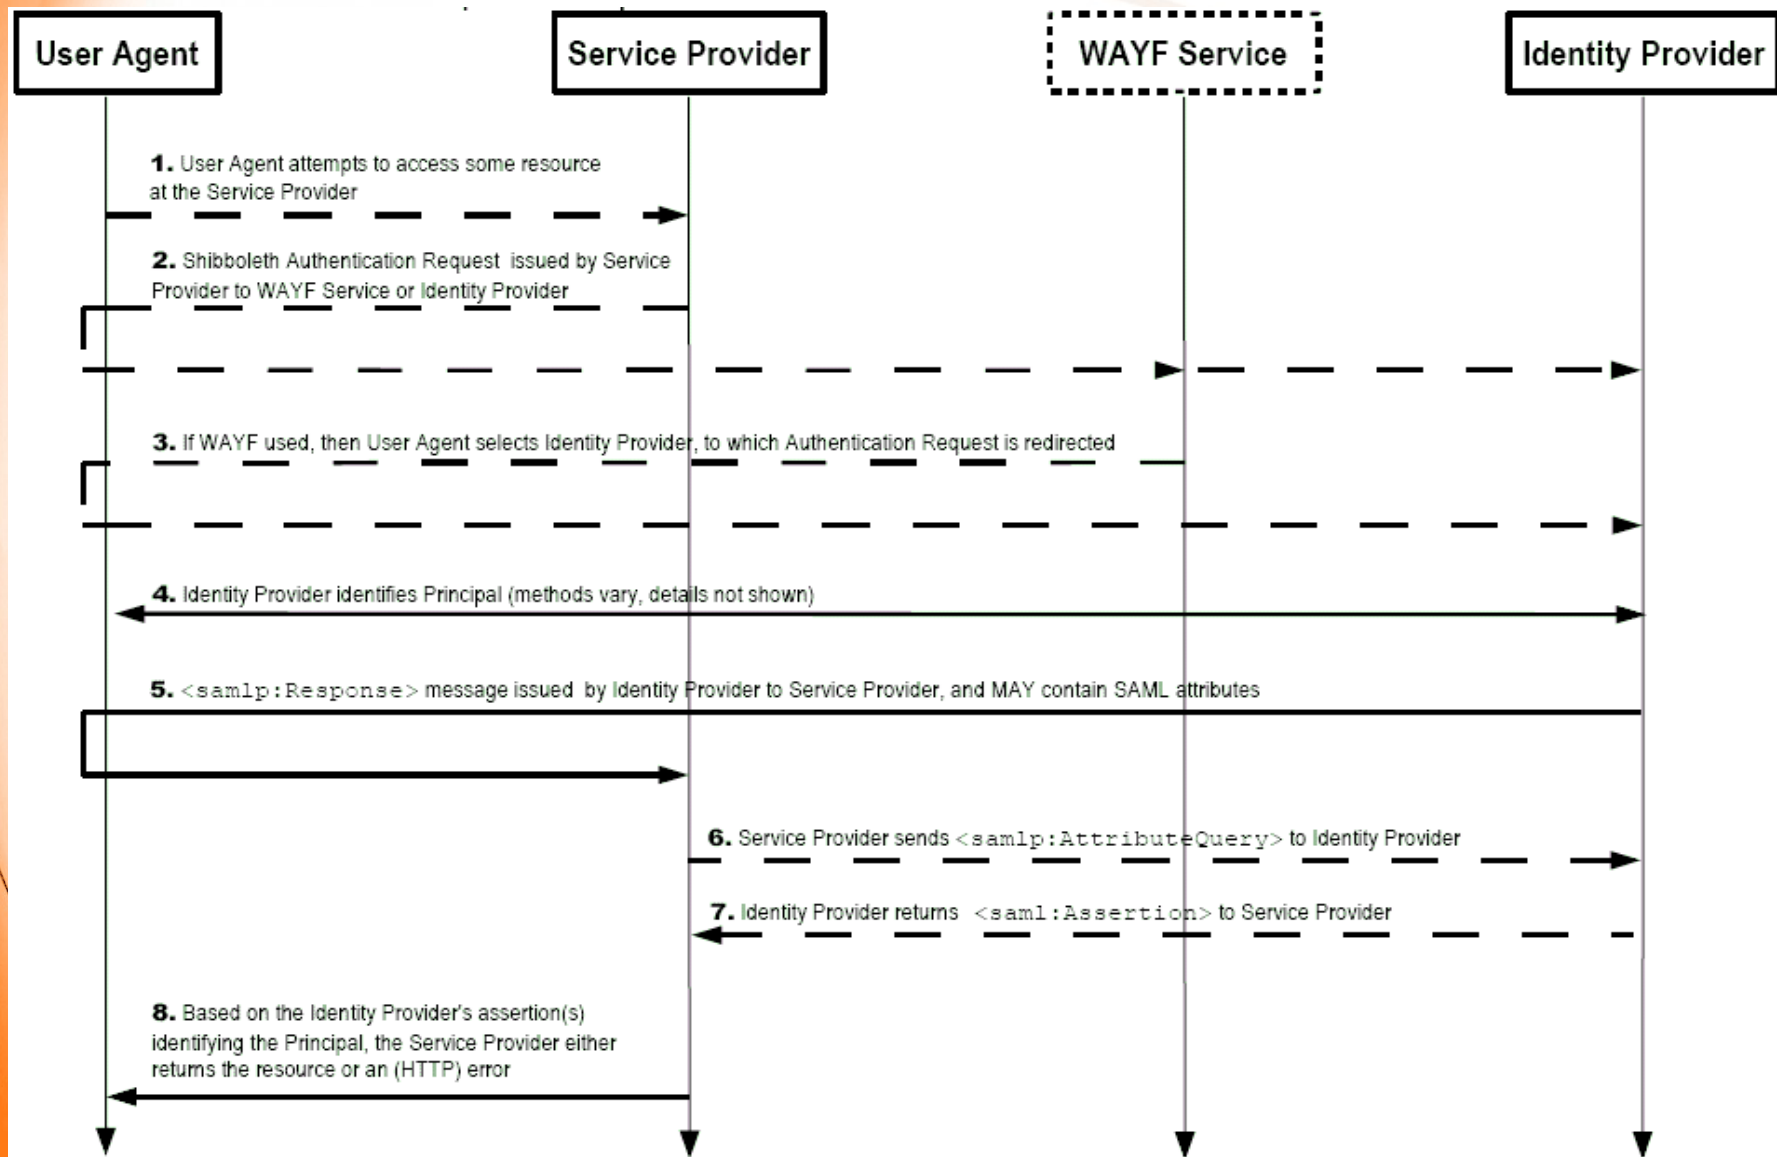 User Agent
Service Provider
WAYF Service
Identity Provider
1. User Agent attempts to access some resource
at the Service Provider
2. Shibboleth Authentication Request issued by Service
Provider to WAYF Service or Identity Provider
3. If WAYF used, then User Agent selects Identity Provider, to which Authentication Request is redirected
4. Identity Provider identifies Principal (methods vary, details not shown)
5. <samlp:Response> message issued by Identity Provider to Service Provider, and MAY contain SAML attributes
6. Service Provider sends <samlp:AttributeQuery> to Identity Provider
7. Identity Provider returns <saml:Assertion> to Service Provider
8. Based on the Identity Provider's assertion(s)
identifying the Principal, the Service Provider either
returns the resource or an (HTTP) error